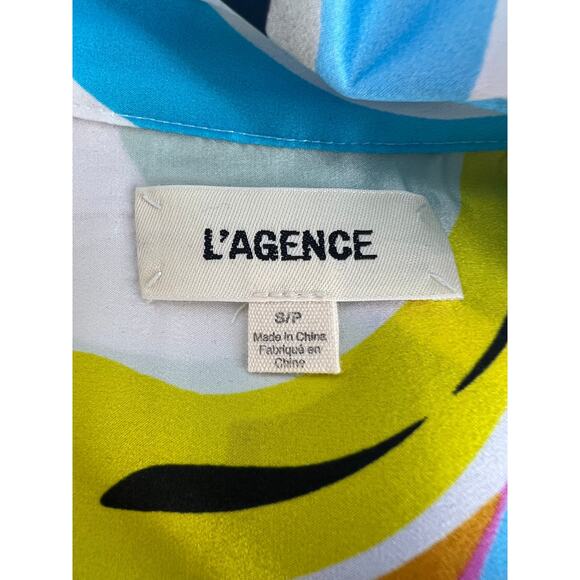 L'AGENCE
S/P
Made in China
Fabriqué en
Chine